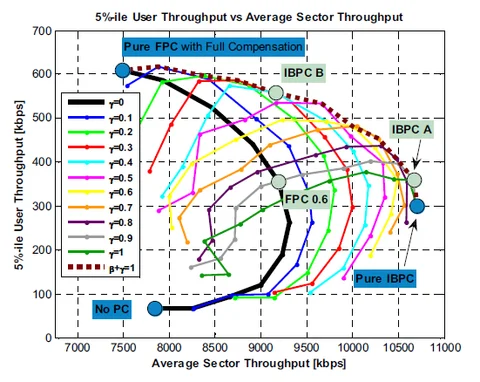 5%-ile User Throughput vs Average Sector Throughput
700
600
500
400
300
200
100
0
5%-ile User Throughput [kbps]
Pure FPC with Full Compensation
IBPC B
IBPC A
FPC 0.6
Pure IBPC
No PC
γ=0
γ=0.1
γ=0.2
γ=0.3
γ=0.4
γ=0.5
γ=0.6
γ=0.7
γ=0.8
γ=0.9
γ=1
β+γ=1
7000 7500 8000 8500 9000 9500 10000 10500 11000
Average Sector Throughput [kbps]